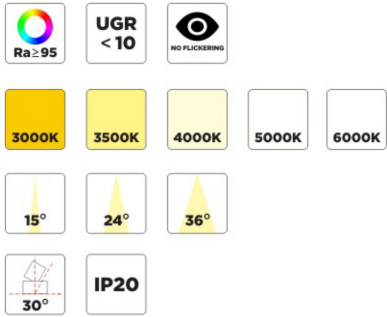 Ra≥95
UGR
< 10
NO FLICKERING
3000K
3500K
4000K
5000K
6000K
15°
24°
36°
30°
IP20